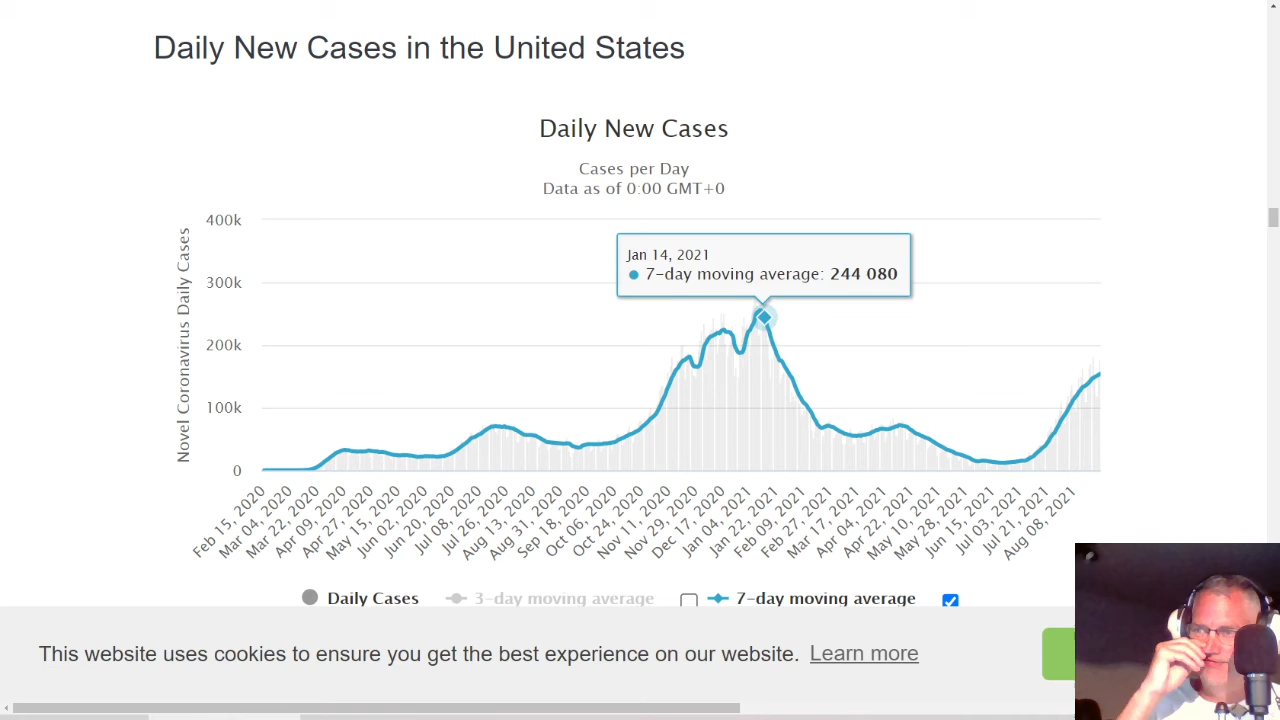 Daily New Cases in the United States
Daily New Cases
Cases per Day
Data as of 0:00 GMT+0
Novel Coronavirus Daily Cases
400k
300k
200k
100k
0
Jan 14, 2021
7-day moving average: 244 080
Feb 15, 2020
Mar 04, 2020
Mar 22, 2020
Apr 09, 2020
Apr 27, 2020
May 15, 2020
Jun 02, 2020
Jun 20, 2020
Jul 08, 2020
Jul 26, 2020
Aug 13, 2020
Aug 31, 2020
Sep 18, 2020
Oct 06, 2020
Oct 24, 2020
Nov 11, 2020
Nov 29, 2020
Dec 17, 2020
Jan 04, 2021
Jan 22, 2021
Feb 09, 2021
Feb 27, 2021
Mar 17, 2021
Apr 04, 2021
Apr 22, 2021
May 10, 2021
May 28, 2021
Jun 15, 2021
Jul 03, 2021
Jul 21, 2021
Aug 08, 2021
Daily Cases 3-day moving average 7-day moving average
This website uses cookies to ensure you get the best experience on our website. Learn more